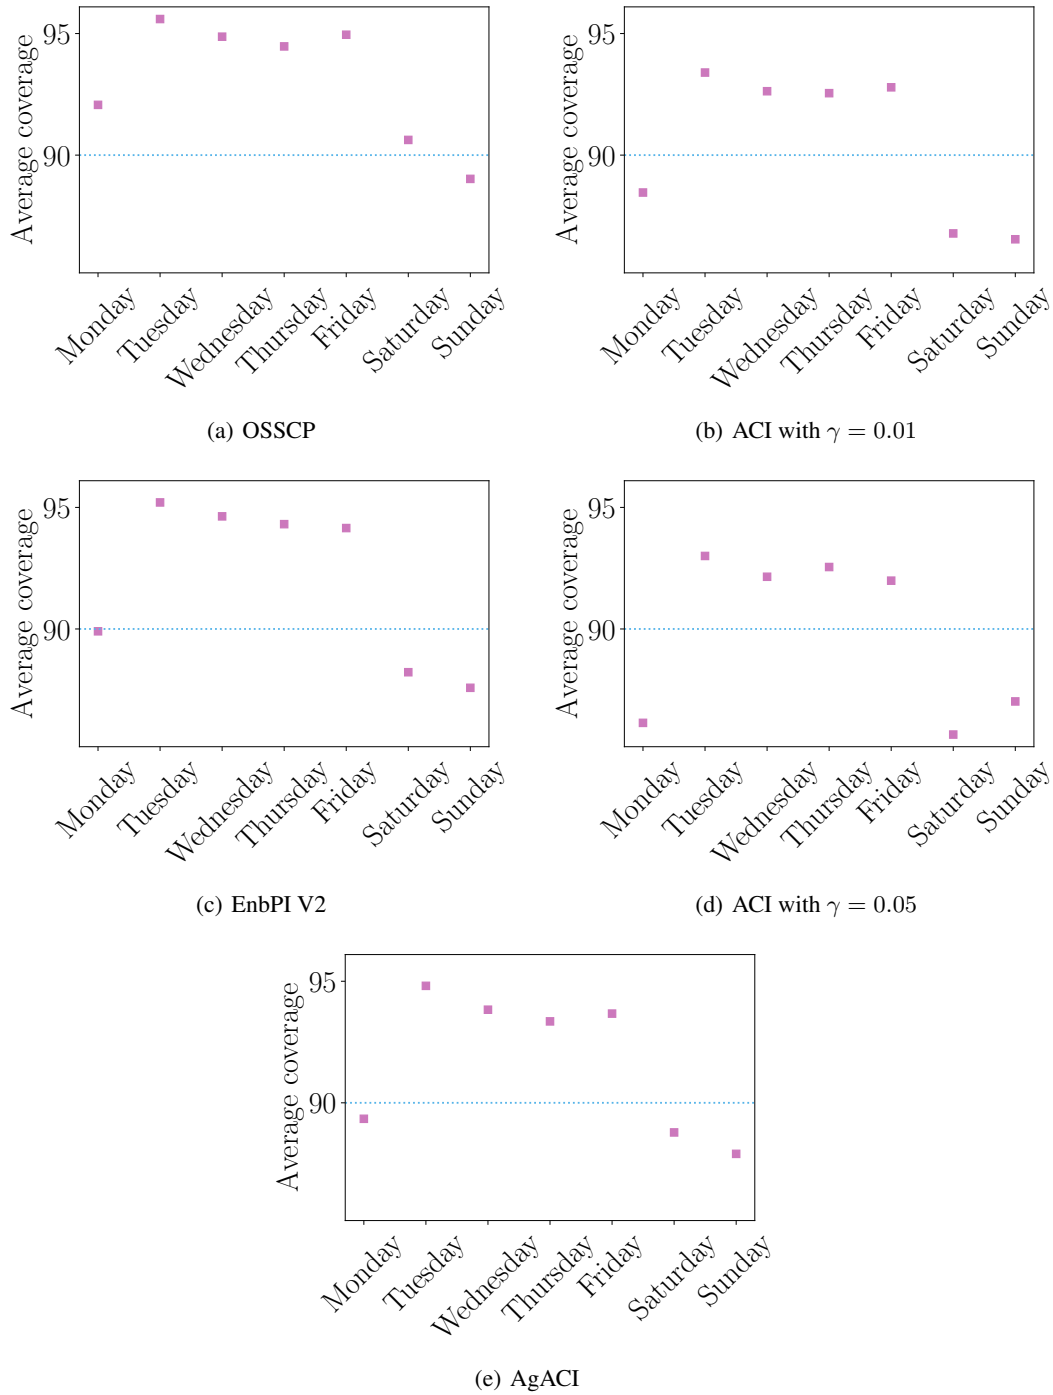 95
90
Average coverage
Monday
Tuesday
Wednesday
Thursday
Friday
Saturday
Sunday
(a) OSSCP
95
90
Average coverage
Monday
Tuesday
Wednesday
Thursday
Friday
Saturday
Sunday
(b) ACI with γ = 0.01
95
90
Average coverage
Monday
Tuesday
Wednesday
Thursday
Friday
Saturday
Sunday
(c) EnbPI V2
95
90
Average coverage
Monday
Tuesday
Wednesday
Thursday
Friday
Saturday
Sunday
(d) ACI with γ = 0.05
95
90
Average coverage
Monday
Tuesday
Wednesday
Thursday
Friday
Saturday
Sunday
(e) AgACI